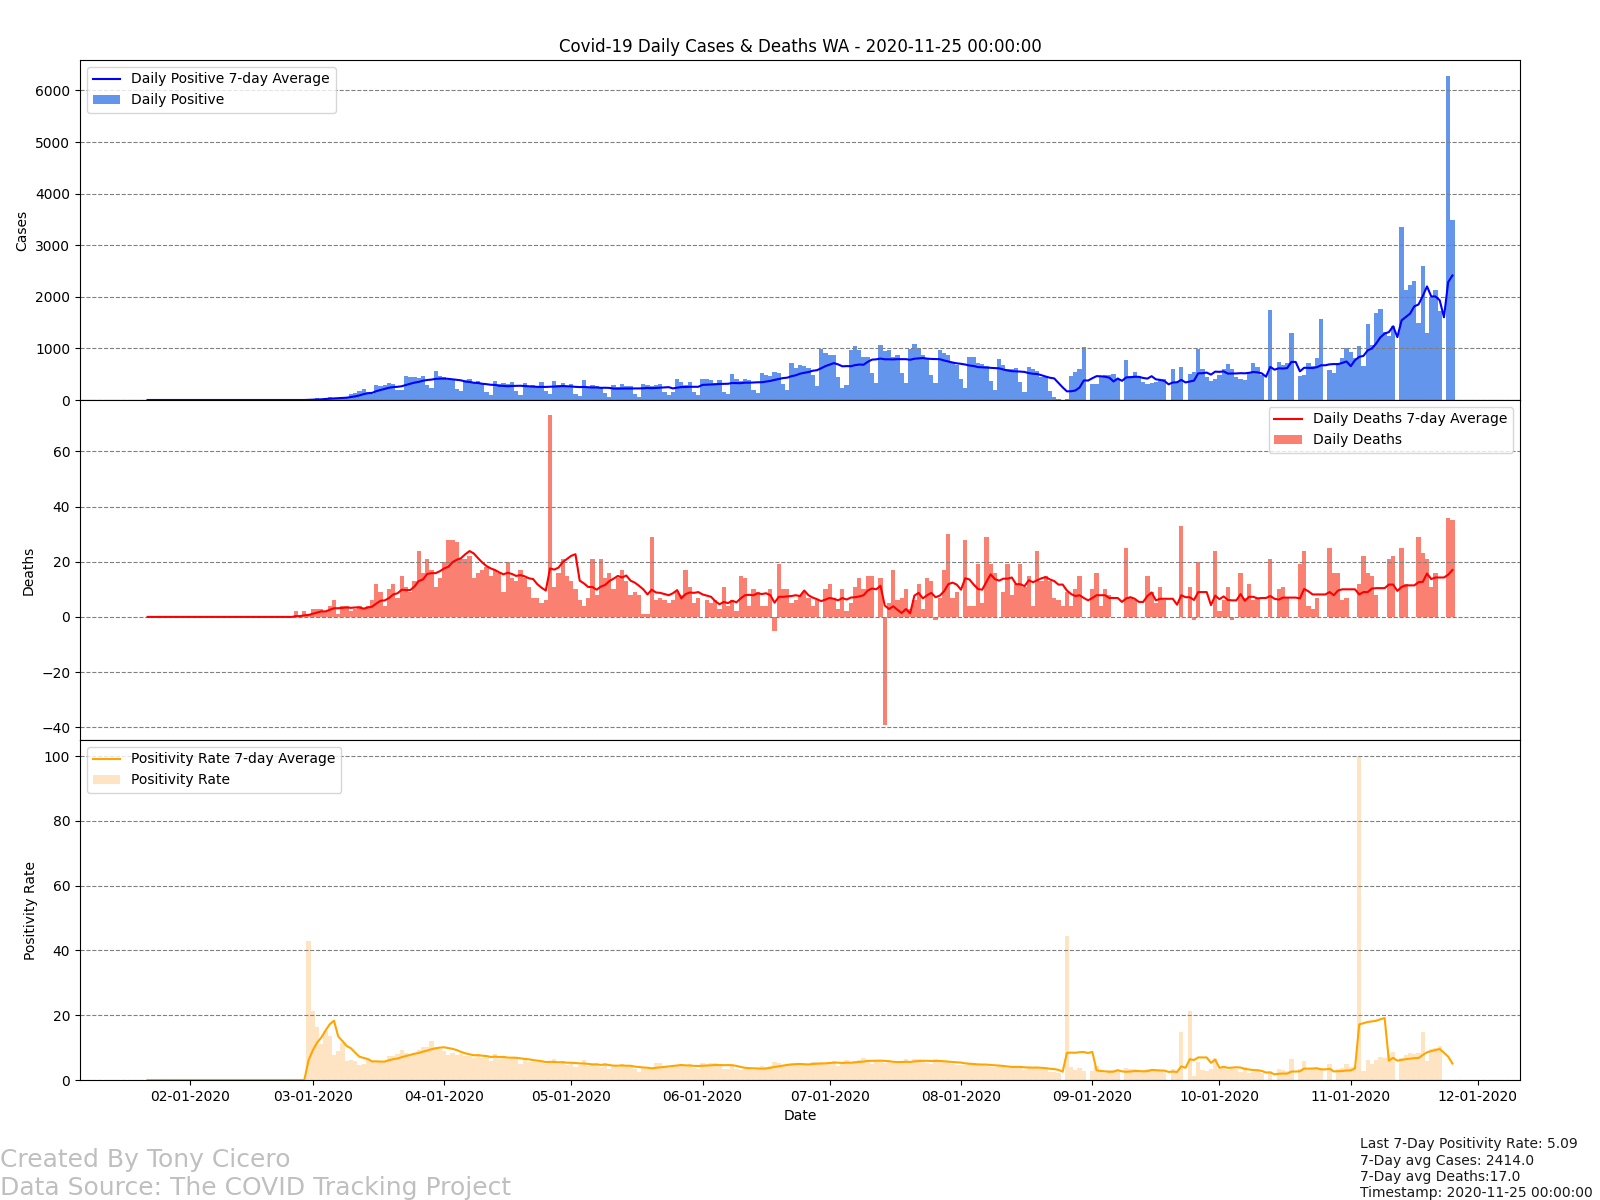 Covid-19 Daily Cases & Deaths WA - 2020-11-25 00:00:00
Daily Positive 7-day Average
Daily Positive
6000
5000
4000
3000
2000
1000
0
Cases
Daily Deaths 7-day Average
Daily Deaths
60
40
20
0
−20
−40
Deaths
Positivity Rate 7-day Average
Positivity Rate
100
80
60
40
20
0
Positivity Rate
02-01-2020
03-01-2020
04-01-2020
05-01-2020
06-01-2020
07-01-2020
08-01-2020
09-01-2020
10-01-2020
11-01-2020
12-01-2020
Date
Created By Tony Cicero
Data Source: The COVID Tracking Project
Last 7-Day Positivity Rate: 5.09
7-Day avg Cases: 2414.0
7-Day avg Deaths:17.0
Timestamp: 2020-11-25 00:00:00